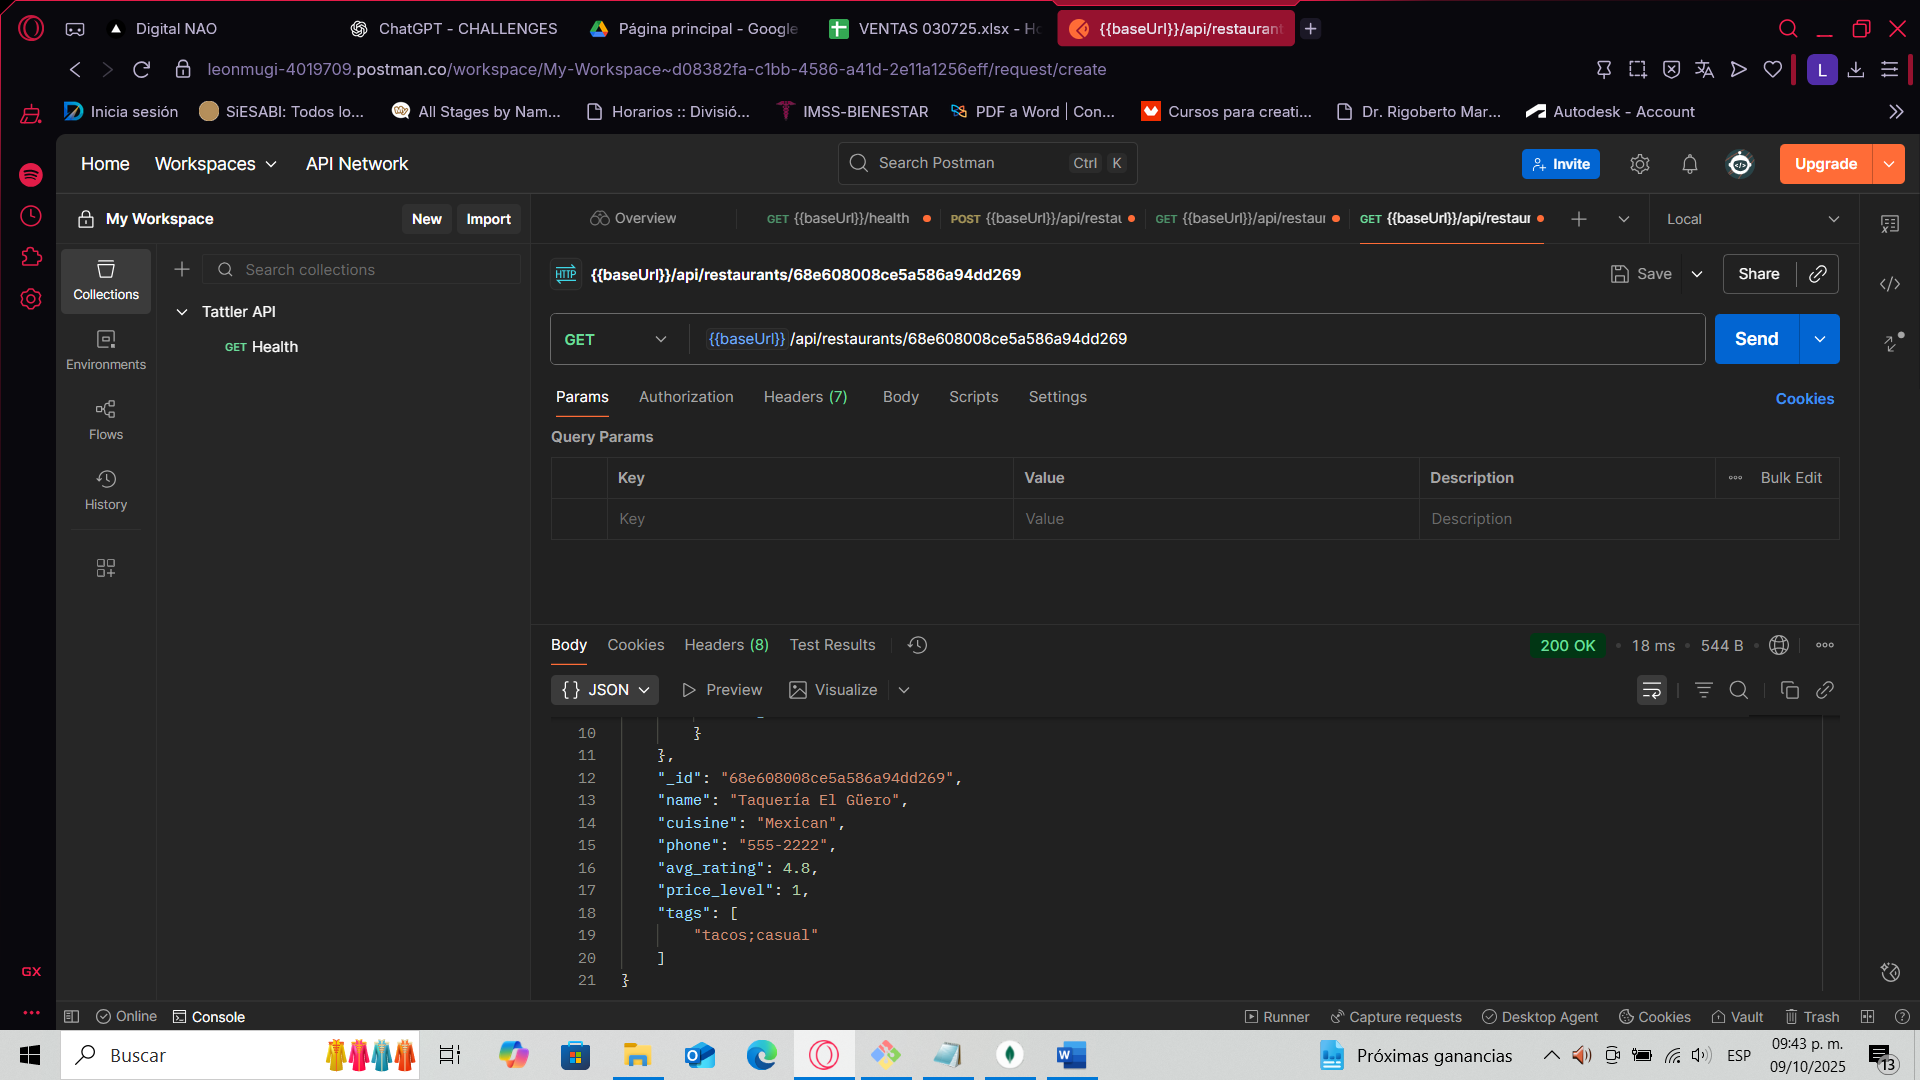 Digital NAO
ChatGPT - CHALLENGES
Página principal - Google
VENTAS 030725.xlsx - Ho
{{baseUrl}}/api/restaurant
leonmugi-4019709.postman.co/workspace/My-Workspace~d08382fa-c1bb-4586-a41d-2e11a1256eff/request/create
L
Inicia sesión
SiESABI: Todos lo...
All Stages by Nam...
Horarios :: Divisió...
IMSS-BIENESTAR
PDF a Word | Con...
Cursos para creati...
Dr. Rigoberto Mar...
Autodesk - Account
Home
Workspaces
API Network
Search Postman
Ctrl K
Invite
Upgrade
My Workspace
New
Import
Overview
GET {{baseUrl}}/health
POST {{baseUrl}}/api/restau
GET {{baseUrl}}/api/restaur
GET {{baseUrl}}/api/restaur
Local
Collections
Environments
Flows
History
Search collections
Tattler API
GET Health
HTTP {{baseUrl}}/api/restaurants/68e608008ce5a586a94dd269
Save
Share
GET
{{baseUrl}} /api/restaurants/68e608008ce5a586a94dd269
Send
Params
Authorization
Headers (7)
Body
Scripts
Settings
Cookies
Query Params
Key
Value
Description
Bulk Edit
Key
Value
Description
Body
Cookies
Headers (8)
Test Results
200 OK
18 ms
544 B
{} JSON
Preview
Visualize
10 }
11 },
12 "_id": "68e608008ce5a586a94dd269",
13 "name": "Taquería El Güero",
14 "cuisine": "Mexican",
15 "phone": "555-2222",
16 "avg_rating": 4.8,
17 "price_level": 1,
18 "tags": [
19 "tacos;casual"
20 ]
21 }
GX
Online
Console
Runner
Capture requests
Desktop Agent
Cookies
Vault
Trash
Buscar
Próximas ganancias
ESP
09:43 p. m.
09/10/2025
13